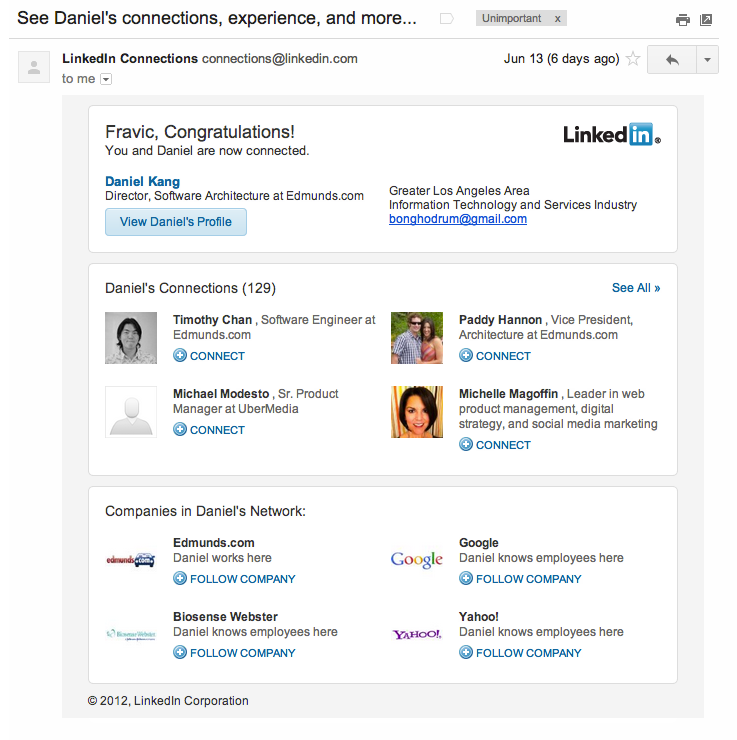 See Daniel's connections, experience, and more...
Unimportant x
LinkedIn Connections connections@linkedin.com
Jun 13 (6 days ago)
to me
Fravic, Congratulations!
You and Daniel are now connected.
Linked in®
Daniel Kang
Director, Software Architecture at Edmunds.com
View Daniel's Profile
Greater Los Angeles Area
Information Technology and Services Industry
bonghodrum@gmail.com
Daniel's Connections (129)
See All »
Timothy Chan , Software Engineer at
Edmunds.com
CONNECT
Paddy Hannon , Vice President,
Architecture at Edmunds.com
CONNECT
Michael Modesto , Sr. Product
Manager at UberMedia
CONNECT
Michelle Magoffin , Leader in web
product management, digital
strategy, and social media marketing
CONNECT
Companies in Daniel's Network:
edmunds.com
Edmunds.com
Daniel works here
FOLLOW COMPANY
Google
Google
Daniel knows employees here
FOLLOW COMPANY
Biosense Webster
Biosense Webster
Daniel knows employees here
FOLLOW COMPANY
YAHOO!
Yahoo!
Daniel knows employees here
FOLLOW COMPANY
© 2012, LinkedIn Corporation